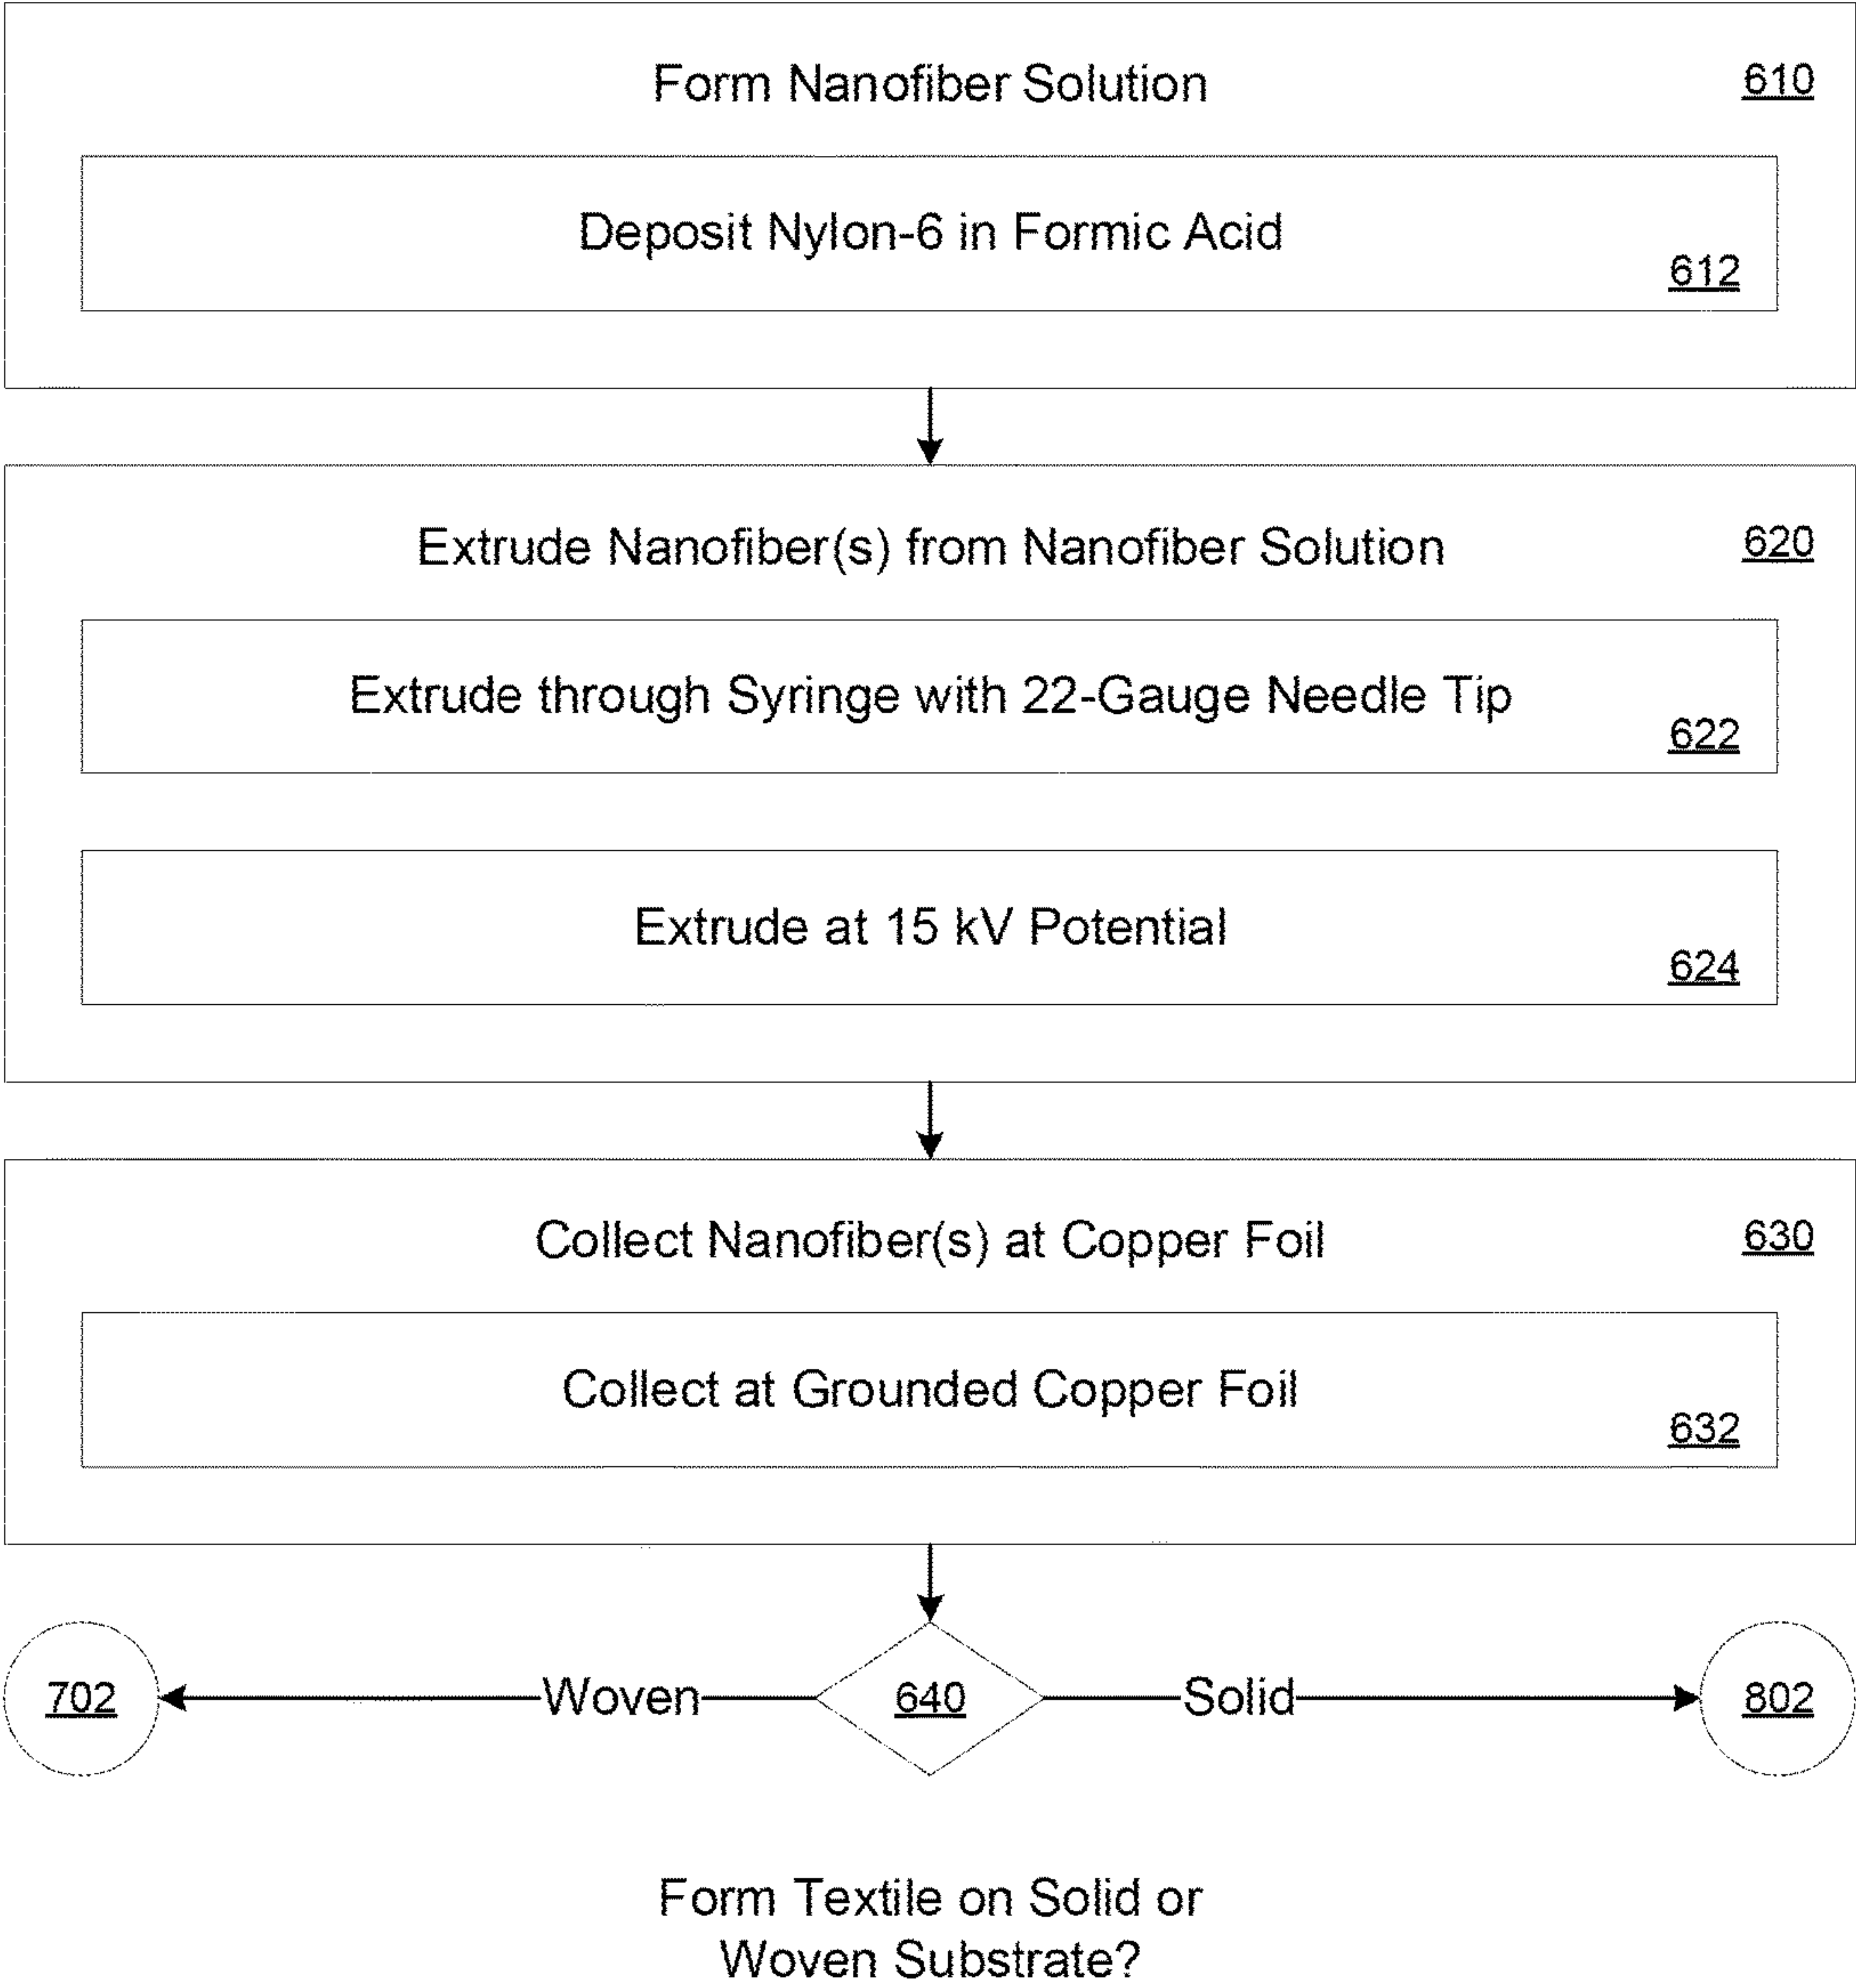 Form Nanofiber Solution
610
Deposit Nylon-6 in Formic Acid
612
Extrude Nanofiber(s) from Nanofiber Solution
620
Extrude through Syringe with 22-Gauge Needle Tip
622
Extrude at 15 kV Potential
624
Collect Nanofiber(s) at Copper Foil
630
Collect at Grounded Copper Foil
632
702
Woven
640
Solid
802
Form Textile on Solid or
Woven Substrate?